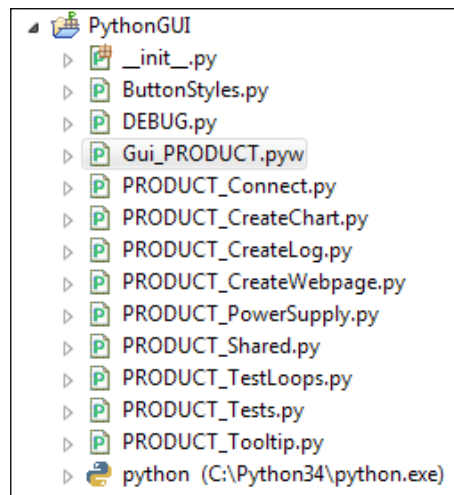 PythonGUI
__init__.py
ButtonStyles.py
DEBUG.py
Gui_PRODUCT.pyw
PRODUCT_Connect.py
PRODUCT_CreateChart.py
PRODUCT_CreateLog.py
PRODUCT_CreateWebpage.py
PRODUCT_PowerSupply.py
PRODUCT_Shared.py
PRODUCT_TestLoops.py
PRODUCT_Tests.py
PRODUCT_Tooltip.py
python (C:\Python34\python.exe)